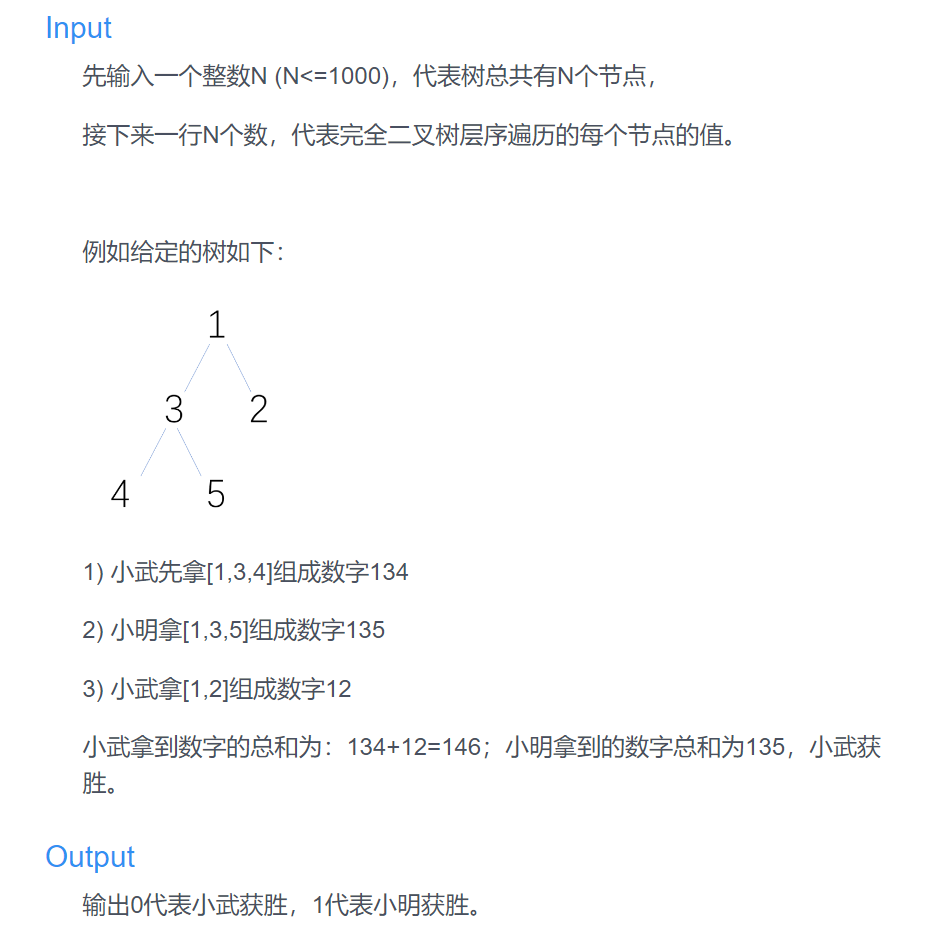 Input
先输入一个整数N (N<=1000)，代表树总共有N个节点，
接下来一行N个数，代表完全二叉树层序遍历的每个节点的值。
例如给定的树如下：
1
3 2
4 5
1) 小武先拿[1,3,4]组成数字134
2) 小明拿[1,3,5]组成数字135
3) 小武拿[1,2]组成数字12
小武拿到数字的总和为：134+12=146；小明拿到的数字总和为135，小武获
胜。
Output
输出0代表小武获胜，1代表小明获胜。